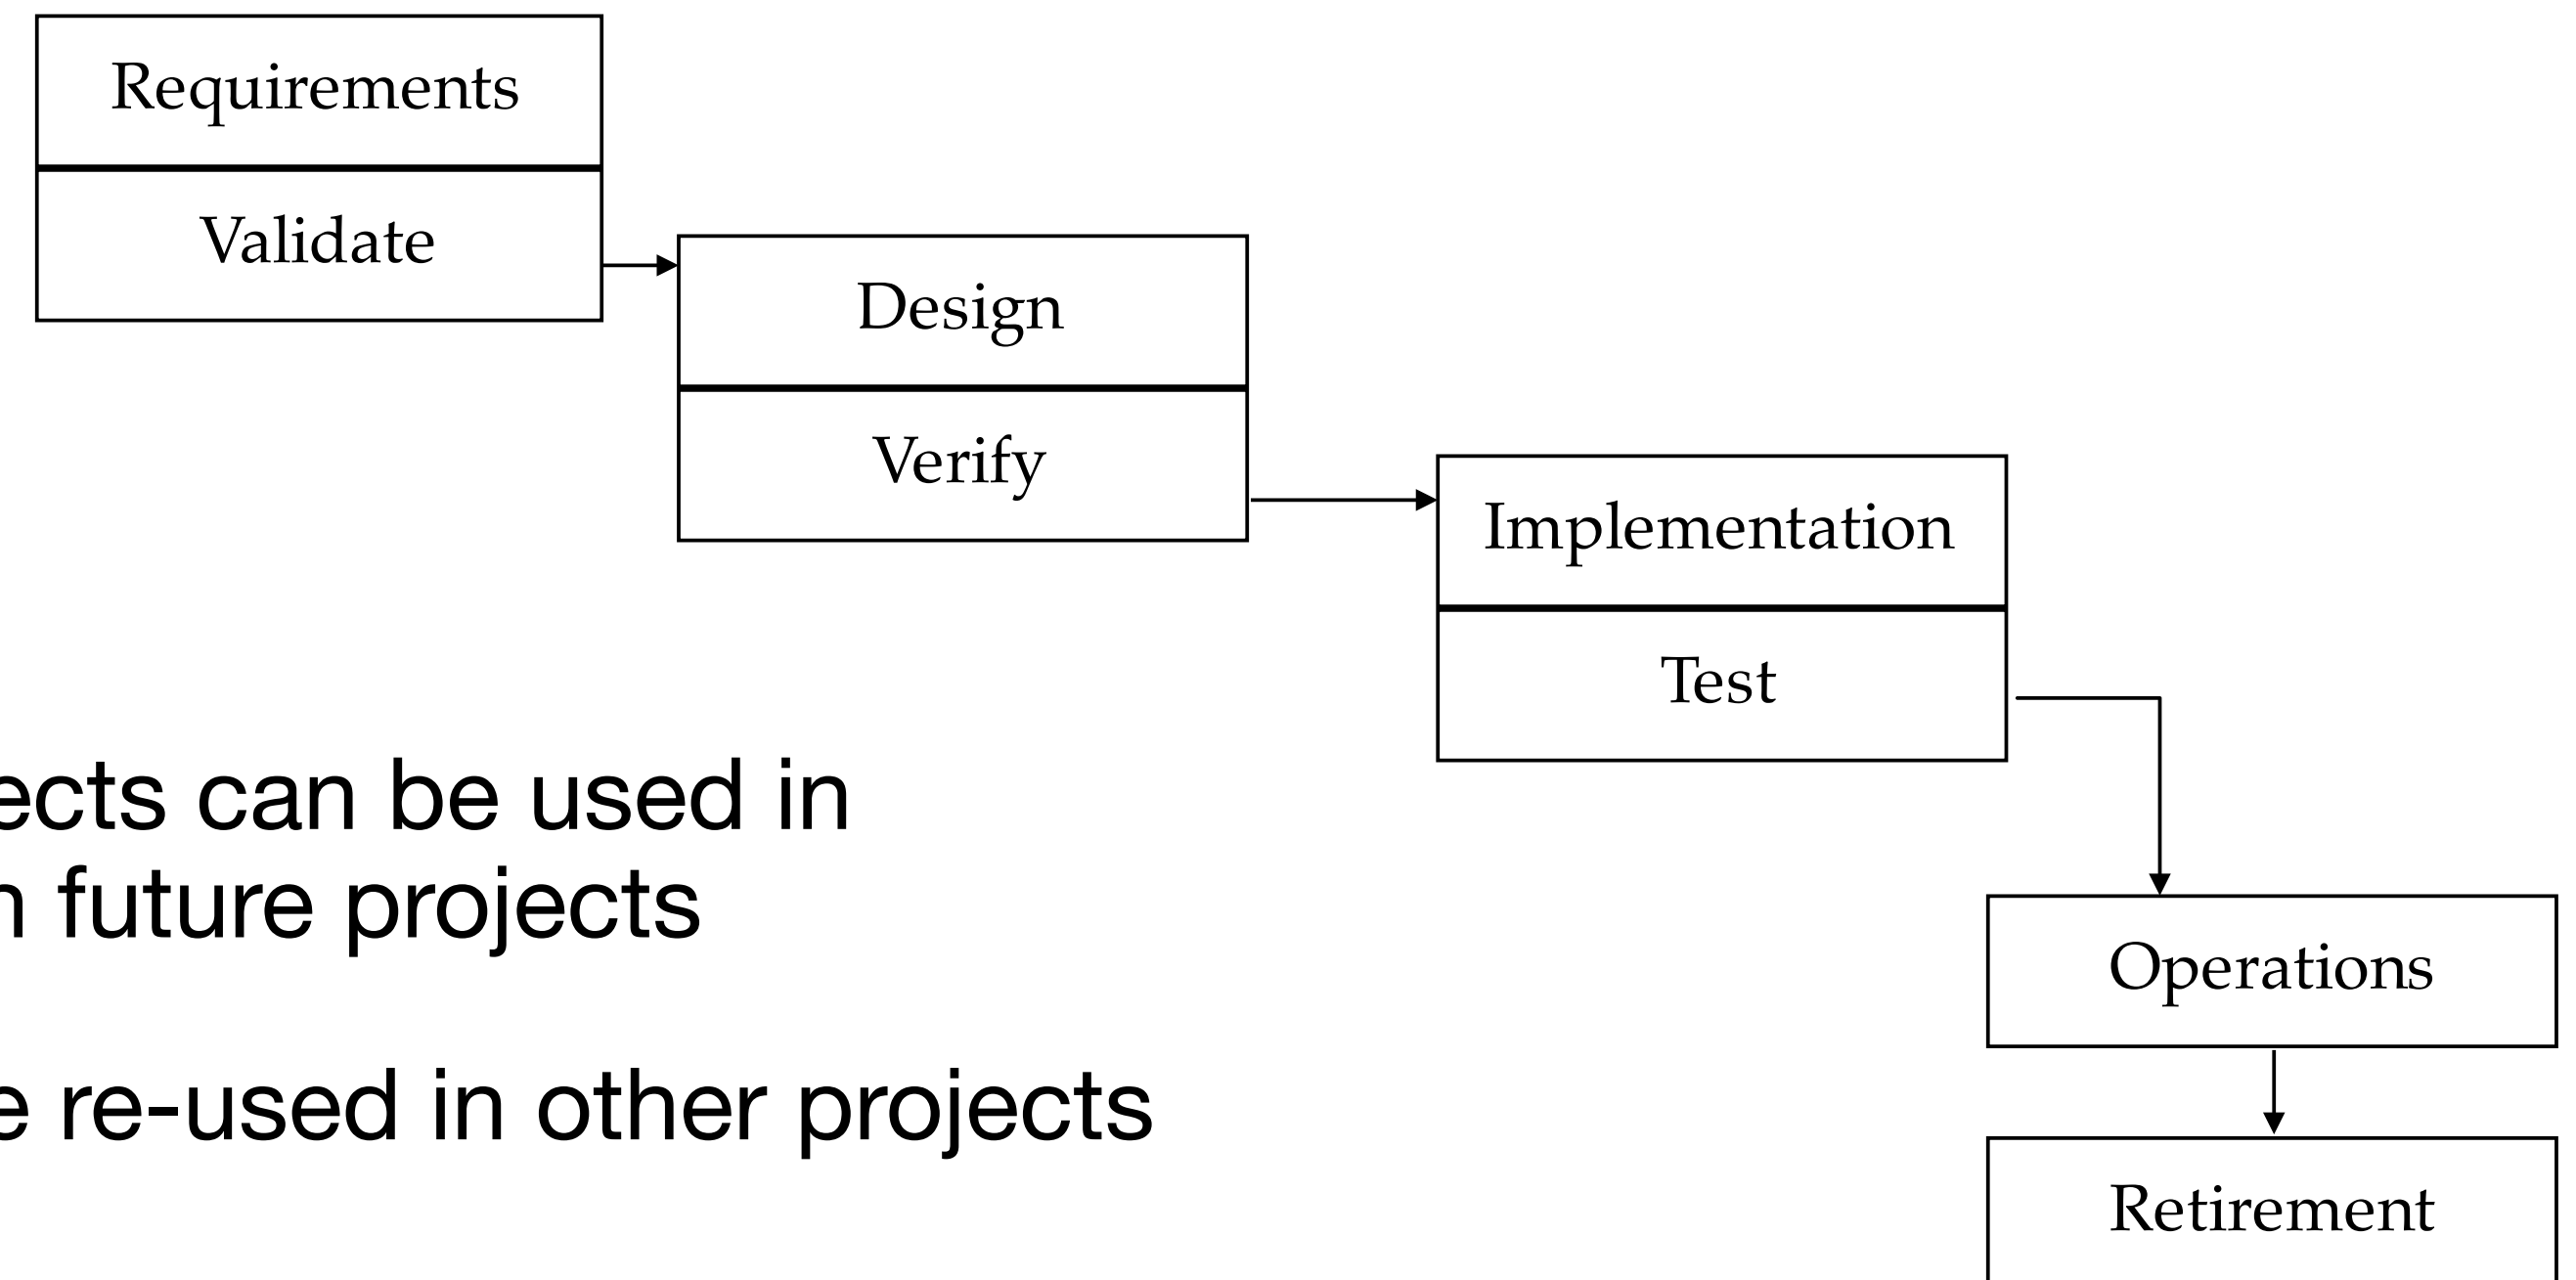 Requirements
Validate
Design
Verify
Implementation
Test
ects can be used in
n future projects
Operations
e re-used in other projects
Retirement